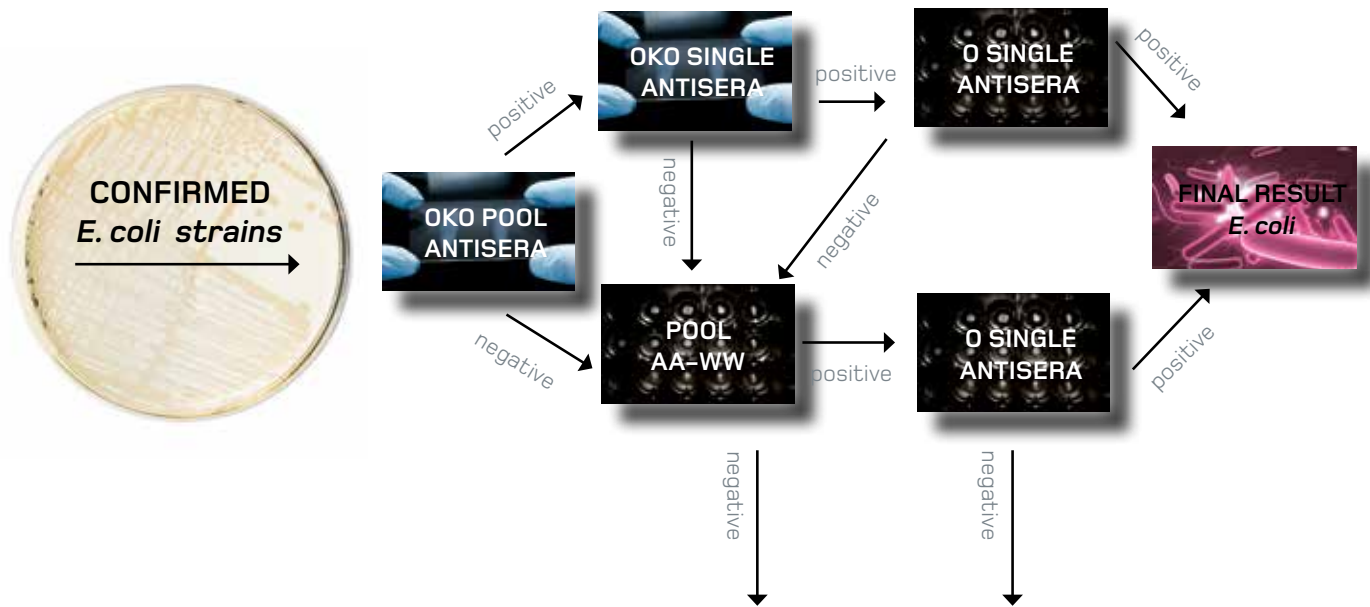 CONFIRMED
E. coli strains
positive
negative
OKO POOL
ANTISERA
OKO SINGLE
ANTISERA
positive
negative
O SINGLE
ANTISERA
positive
negative
POOL
AA–WW
positive
negative
O SINGLE
ANTISERA
positive
negative
FINAL RESULT
E. coli